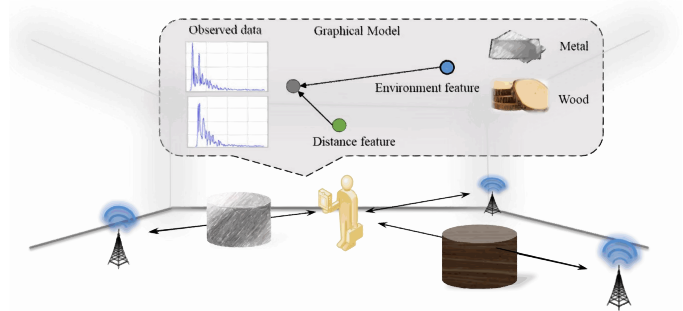 Observed data
Graphical Model
Metal
Environment feature
Wood
Distance feature